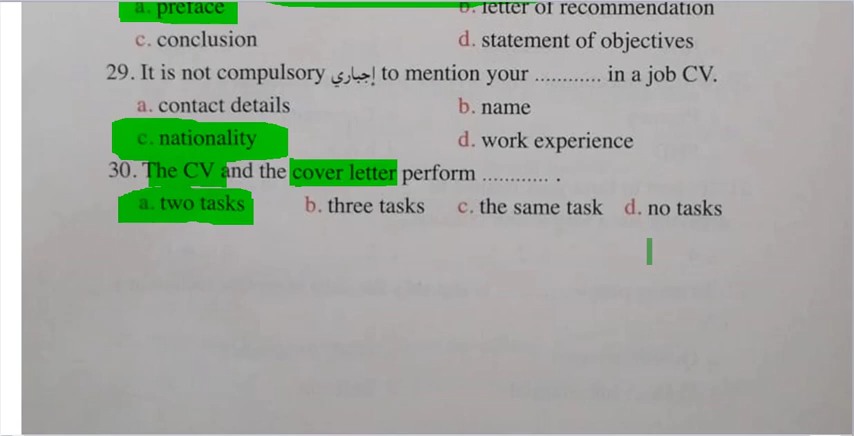 a. preface b. letter of recommendation
c. conclusion d. statement of objectives
29. It is not compulsory إجباري to mention your ............ in a job CV.
a. contact details b. name
c. nationality d. work experience
30. The CV and the cover letter perform ............ .
a. two tasks b. three tasks c. the same task d. no tasks